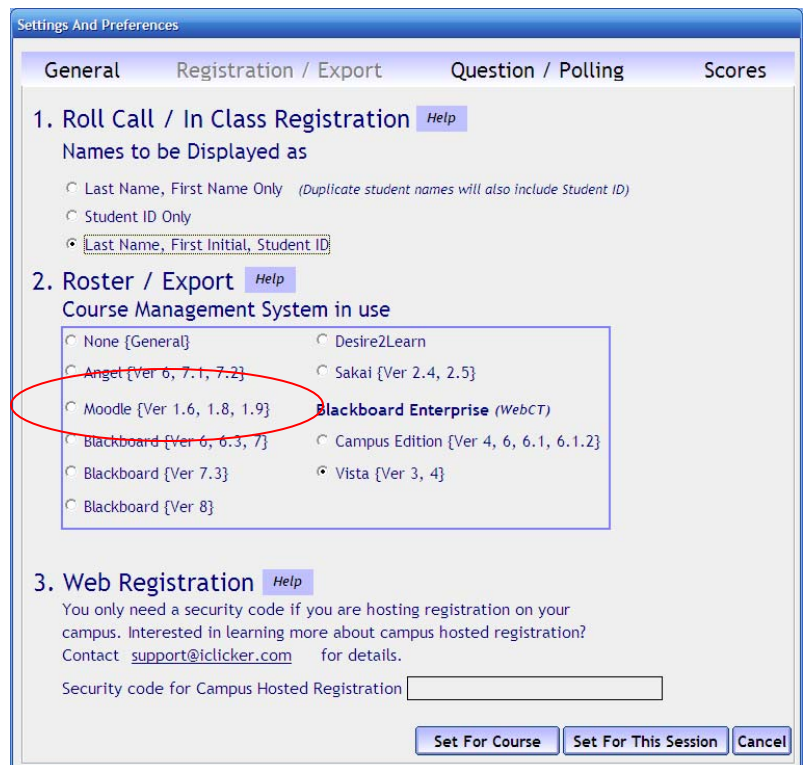 Settings And Preferences
General Registration / Export Question / Polling Scores
1. Roll Call / In Class Registration Help
Names to be Displayed as
Last Name, First Name Only (Duplicate student names will also include Student ID)
Student ID Only
Last Name, First Initial, Student ID
2. Roster / Export Help
Course Management System in use
None {General} Desire2Learn
Angel {Ver 6, 7.1, 7.2} Sakai {Ver 2.4, 2.5}
Moodle {Ver 1.6, 1.8, 1.9} Blackboard Enterprise (WebCT)
Blackboard {Ver 6, 6.3, 7} Campus Edition {Ver 4, 6, 6.1, 6.1.2}
Blackboard {Ver 7.3} Vista {Ver 3, 4}
Blackboard {Ver 8}
3. Web Registration Help
You only need a security code if you are hosting registration on your
campus. Interested in learning more about campus hosted registration?
Contact support@iclicker.com for details.
Security code for Campus Hosted Registration
Set For Course Set For This Session Cancel